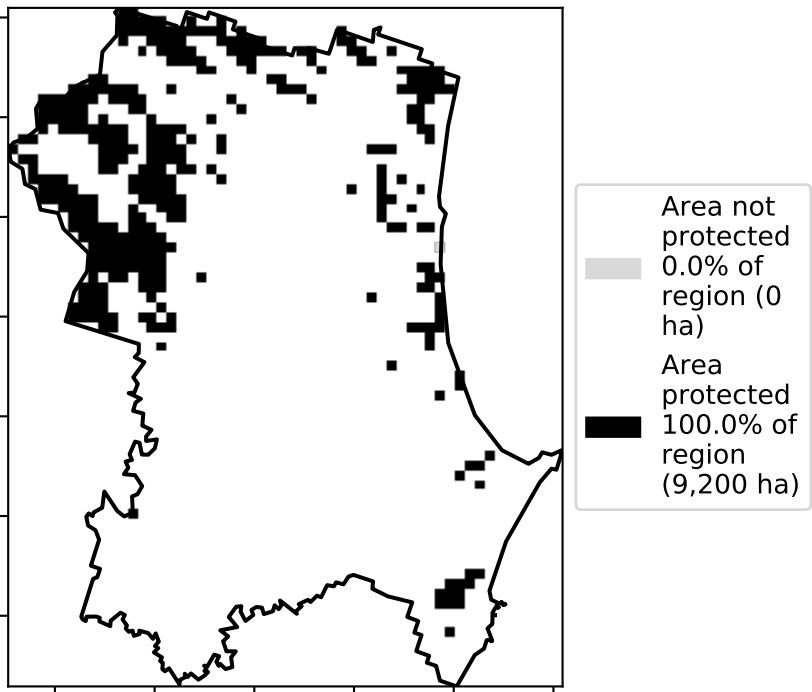 Area not
protected
0.0% of
region (0
ha)
Area
protected
100.0% of
region
(9,200 ha)